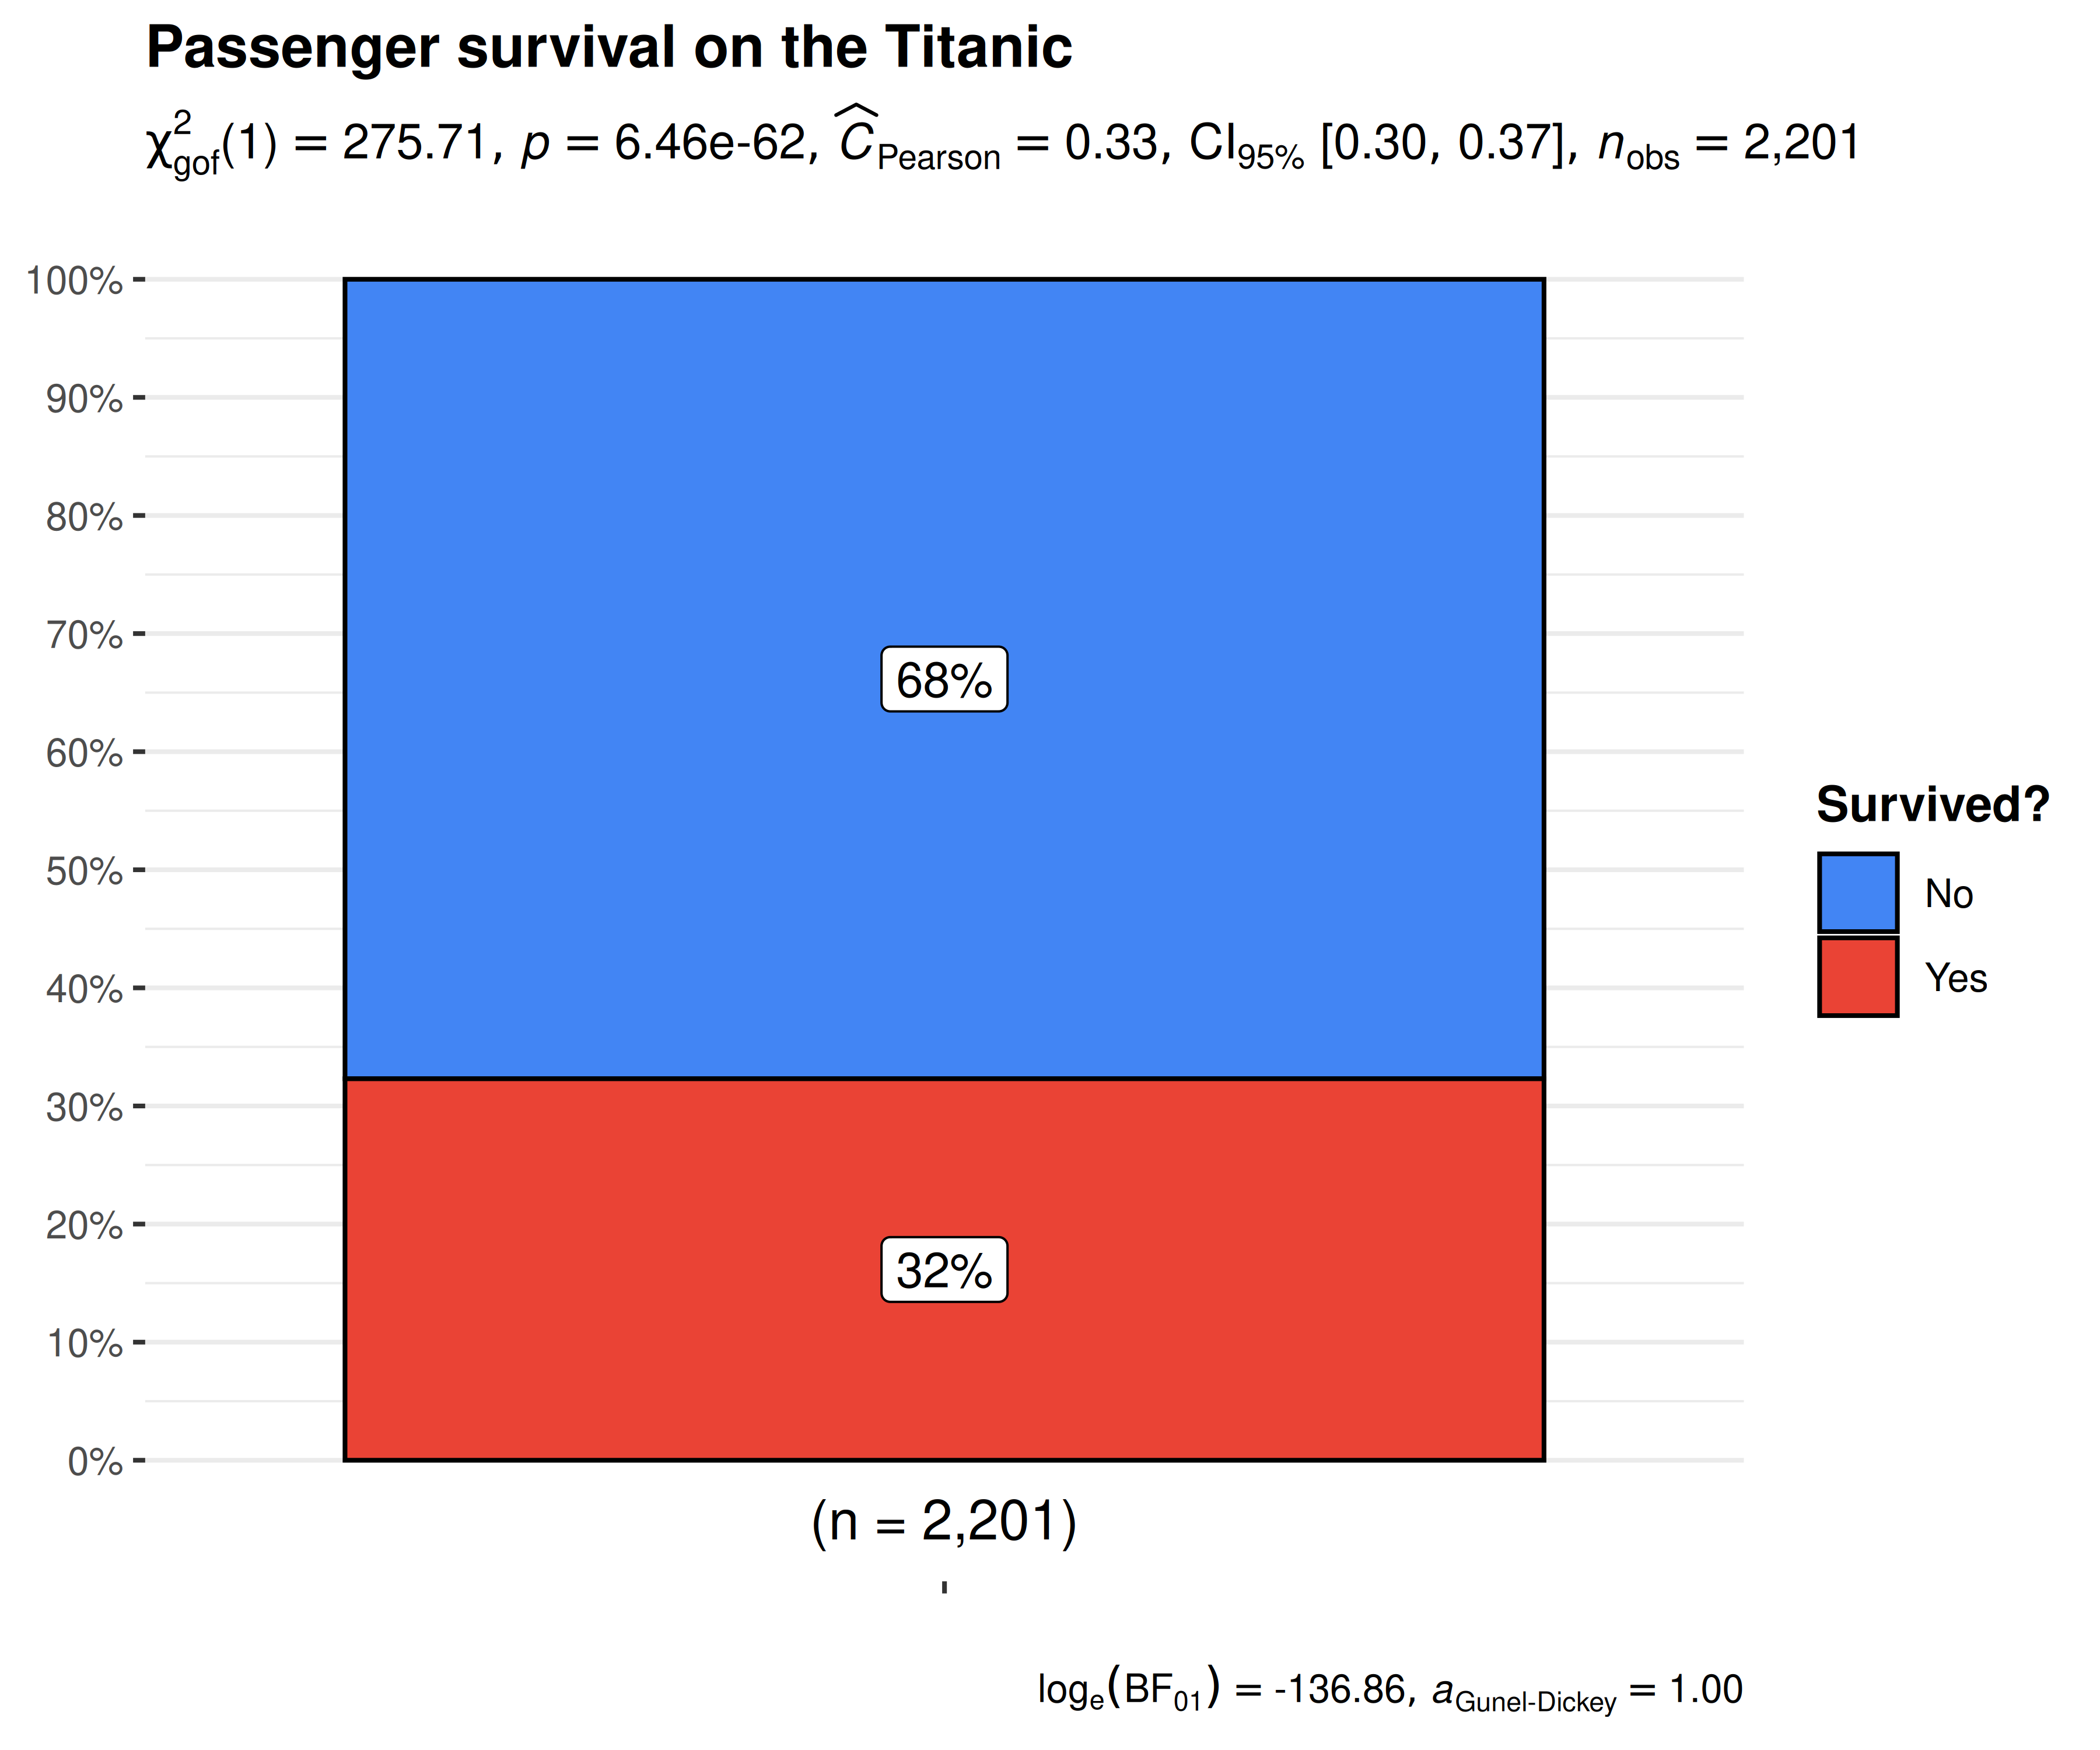 Passenger survival on the Titanic
χ²gof(1) = 275.71, p = 6.46e-62, Ĉ Pearson = 0.33, CI95% [0.30, 0.37], nobs = 2,201
100%
90%
80%
70%
60%
50%
40%
30%
20%
10%
0%
68%
32%
(n = 2,201)
Survived?
No
Yes
loge(BF01) = -136.86, aGunel-Dickey = 1.00